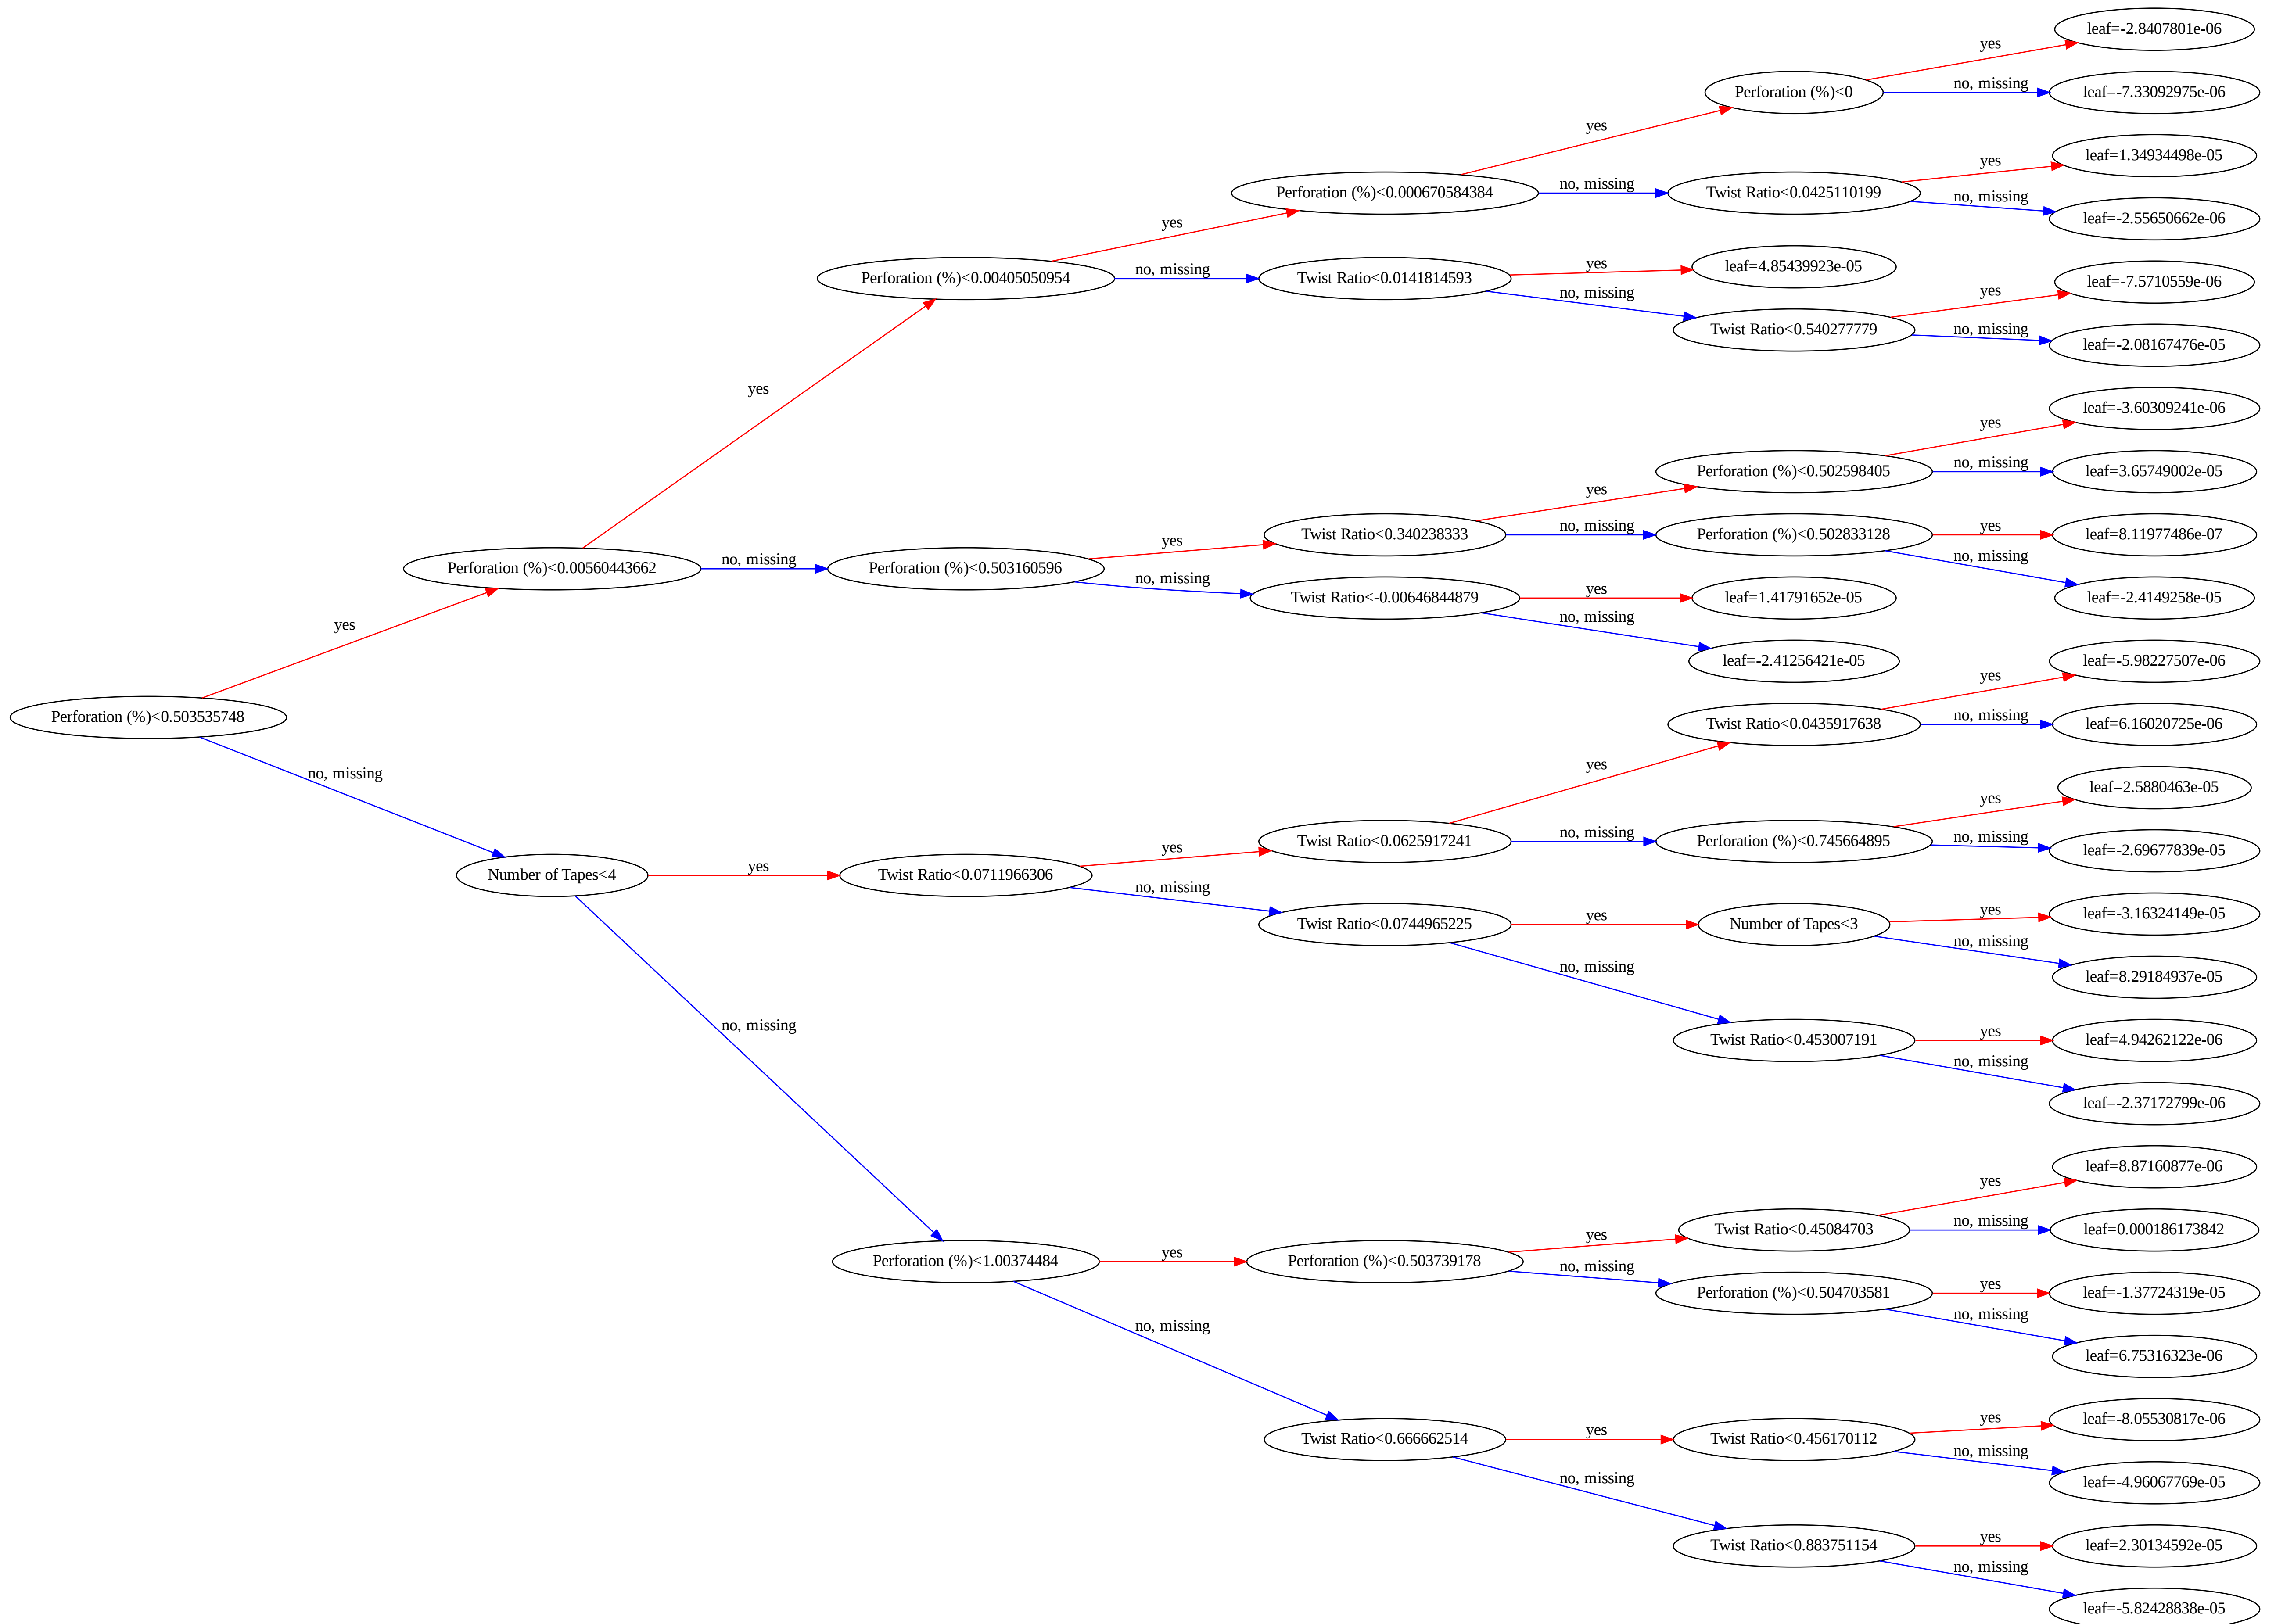 Perforation (%)<0.503535748
yes
no, missing
Perforation (%)<0.00560443662
yes
no, missing
Number of Tapes<4
yes
no, missing
Perforation (%)<0.00405050954
yes
no, missing
Perforation (%)<0.503160596
yes
no, missing
Twist Ratio<0.0711966306
yes
no, missing
Perforation (%)<1.00374484
yes
no, missing
Perforation (%)<0.000670584384
yes
no, missing
Twist Ratio<0.0141814593
yes
no, missing
Twist Ratio<0.340238333
yes
no, missing
Twist Ratio<-0.00646844879
yes
no, missing
Twist Ratio<0.0625917241
yes
no, missing
Twist Ratio<0.0744965225
yes
no, missing
Perforation (%)<0.503739178
yes
no, missing
Twist Ratio<0.666662514
yes
no, missing
Perforation (%)<0
yes
no, missing
Twist Ratio<0.0425110199
yes
no, missing
leaf=4.85439923e-05
Twist Ratio<0.540277779
yes
no, missing
Perforation (%)<0.502598405
yes
no, missing
Perforation (%)<0.502833128
yes
no, missing
leaf=1.41791652e-05
leaf=-2.41256421e-05
Twist Ratio<0.0435917638
yes
no, missing
Perforation (%)<0.745664895
yes
no, missing
Number of Tapes<3
yes
no, missing
Twist Ratio<0.453007191
yes
no, missing
Twist Ratio<0.45084703
yes
no, missing
Perforation (%)<0.504703581
yes
no, missing
Twist Ratio<0.456170112
yes
no, missing
Twist Ratio<0.883751154
yes
no, missing
leaf=-2.8407801e-06
leaf=-7.33092975e-06
leaf=1.34934498e-05
leaf=-2.55650662e-06
leaf=-7.5710559e-06
leaf=-2.08167476e-05
leaf=-3.60309241e-06
leaf=3.65749002e-05
leaf=8.11977486e-07
leaf=-2.4149258e-05
leaf=-5.98227507e-06
leaf=6.16020725e-06
leaf=2.5880463e-05
leaf=-2.69677839e-05
leaf=-3.16324149e-05
leaf=8.29184937e-05
leaf=4.94262122e-06
leaf=-2.37172799e-06
leaf=8.87160877e-06
leaf=0.000186173842
leaf=-1.37724319e-05
leaf=6.75316323e-06
leaf=-8.05530817e-06
leaf=-4.96067769e-05
leaf=2.30134592e-05
leaf=-5.82428838e-05